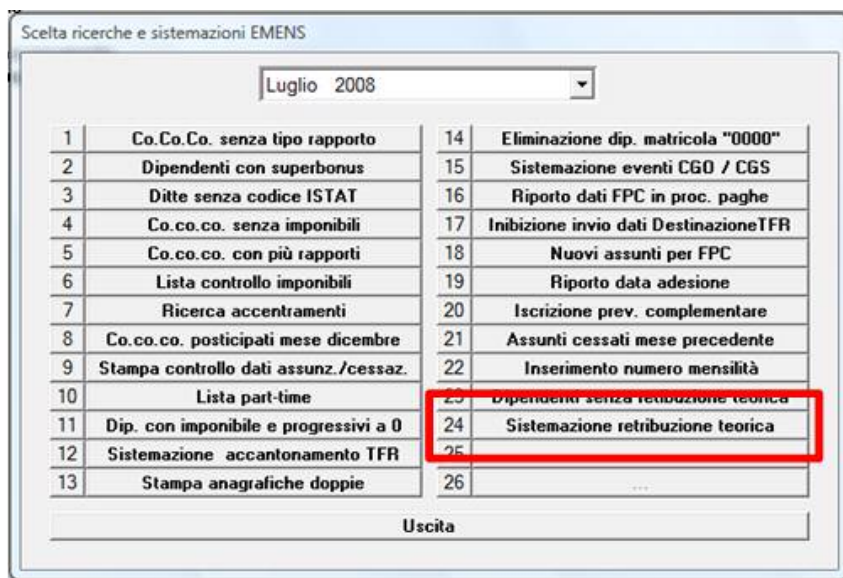 Scelta ricerche e sistemazioni EMENS
Luglio 2008
1 Co.Co.Co. senza tipo rapporto
2 Dipendenti con superbonus
3 Ditte senza codice ISTAT
4 Co.co.co. senza imponibili
5 Co.co.co. con più rapporti
6 Lista controllo imponibili
7 Ricerca accentramenti
8 Co.co.co. posticipati mese dicembre
9 Stampa controllo dati assunz./cessaz.
10 Lista part-time
11 Dip. con imponibile e progressivi a 0
12 Sistemazione accantonamento TFR
13 Stampa anagrafiche doppie
14 Eliminazione dip. matricola "0000"
15 Sistemazione eventi CGO / CGS
16 Riporto dati FPC in proc. paghe
17 Inibizione invio dati DestinazioneTFR
18 Nuovi assunti per FPC
19 Riporto data adesione
20 Iscrizione prev. complementare
21 Assunti cessati mese precedente
22 Inserimento numero mensilità
23 Dipendenti senza retribuzione teorica
24 Sistemazione retribuzione teorica
25
26 ...
Uscita